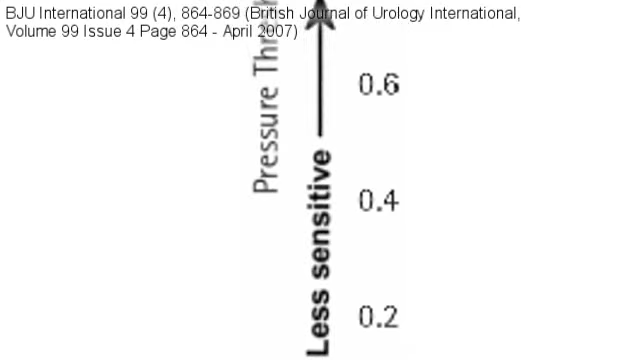 BJU International 99 (4), 864-869 (British Journal of Urology International,
Volume 99 Issue 4 Page 864 - April 2007)
Pressure
Less sensitive
0.6
0.4
0.2